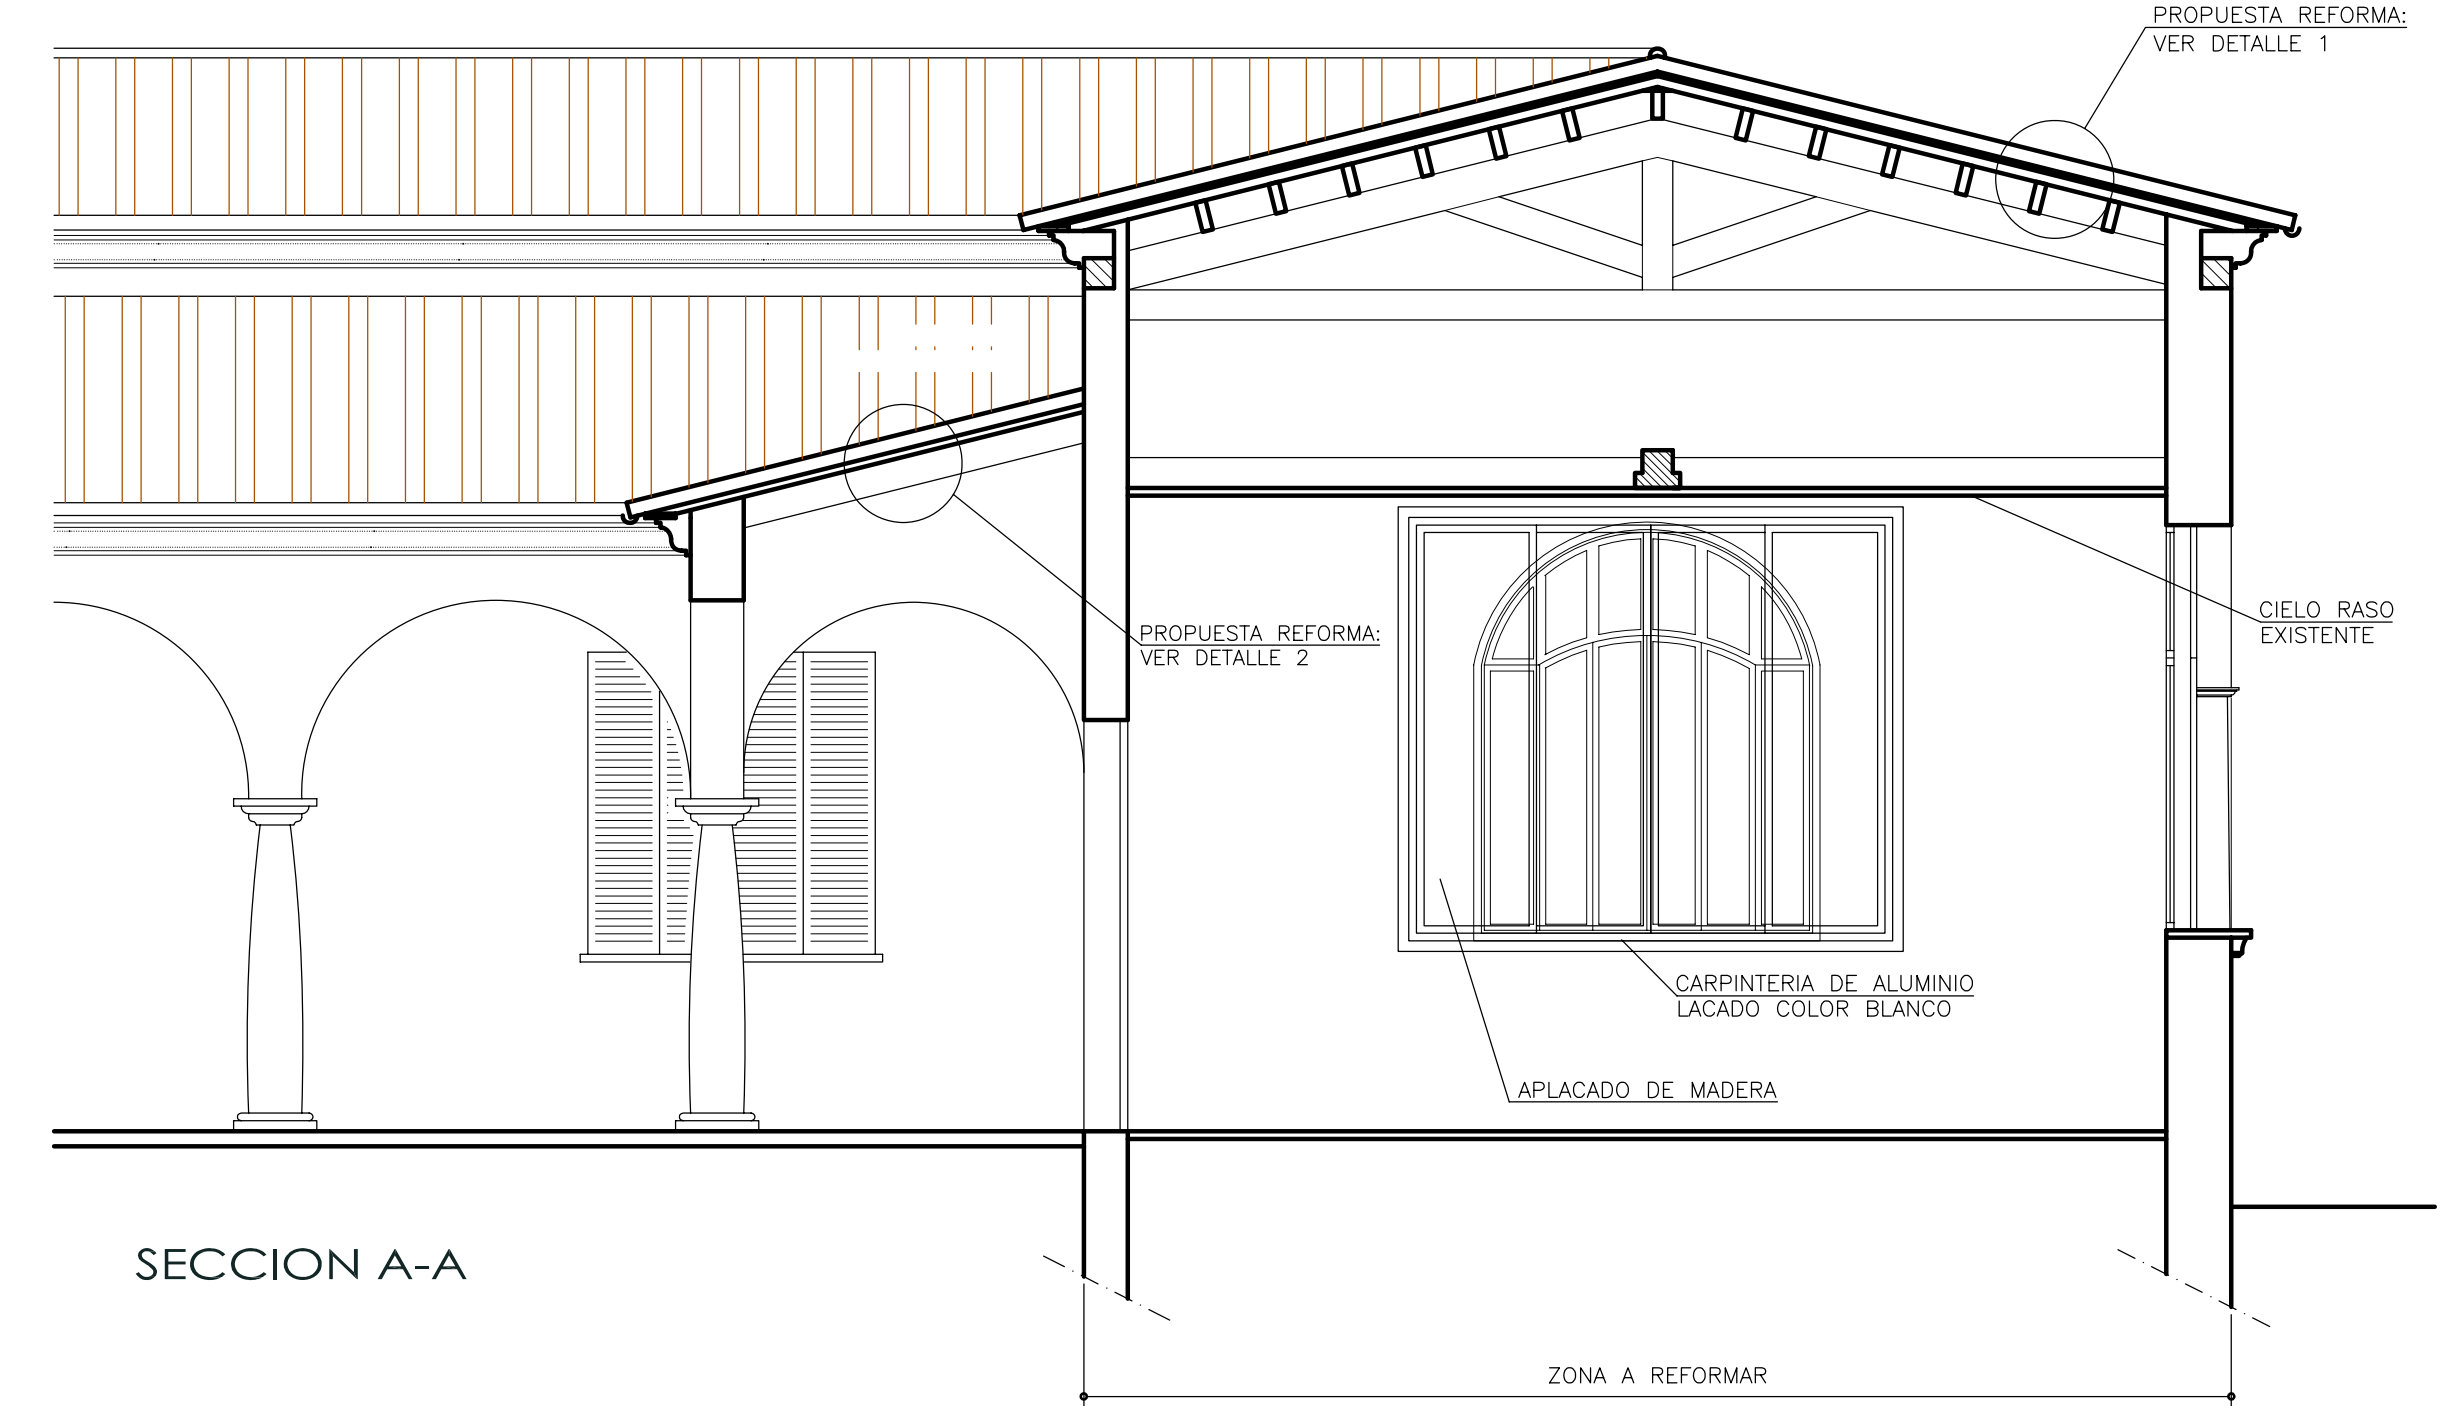 PROPUESTA REFORMA:
VER DETALLE 1
PROPUESTA REFORMA:
VER DETALLE 2
CIELO RASO
EXISTENTE
CARPINTERIA DE ALUMINIO
LACADO COLOR BLANCO
APLACADO DE MADERA
SECCION A-A
ZONA A REFORMAR